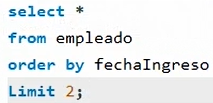 select *
from empleado
order by fechaIngreso
Limit 2;